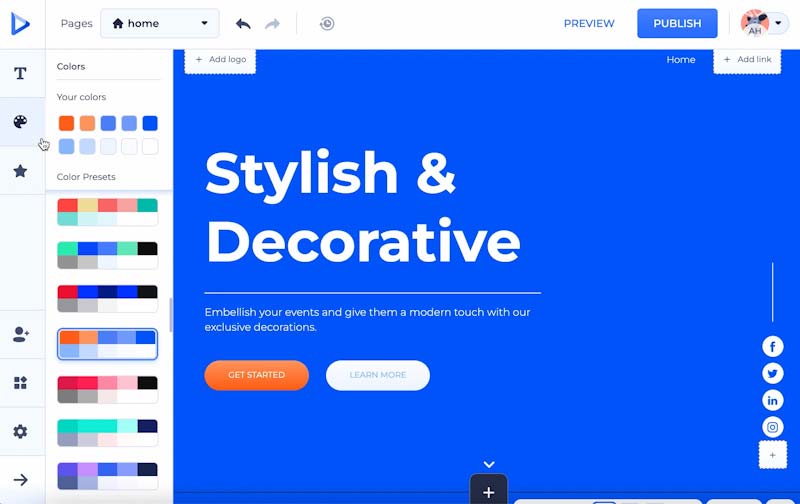 Pages
home
PREVIEW
PUBLISH
AH
T
Colors
Your colors
Color Presets
+ Add logo
Home
+ Add link
Stylish &
Decorative
Embellish your events and give them a modern touch with our
exclusive decorations.
GET STARTED
LEARN MORE
f
in
+
+